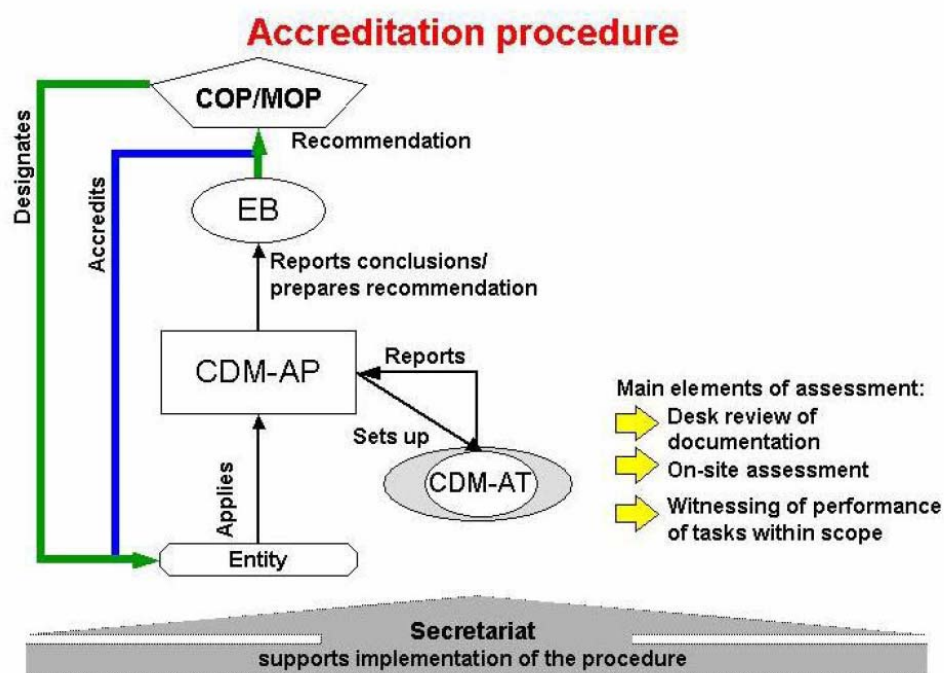 Accreditation procedure
COP/MOP
Recommendation
Designates
Accredits
EB
Reports conclusions/
prepares recommendation
CDM-AP
Reports
Sets up
CDM-AT
Applies
Entity
Main elements of assessment:
Desk review of
documentation
On-site assessment
Witnessing of performance
of tasks within scope
Secretariat
supports implementation of the procedure